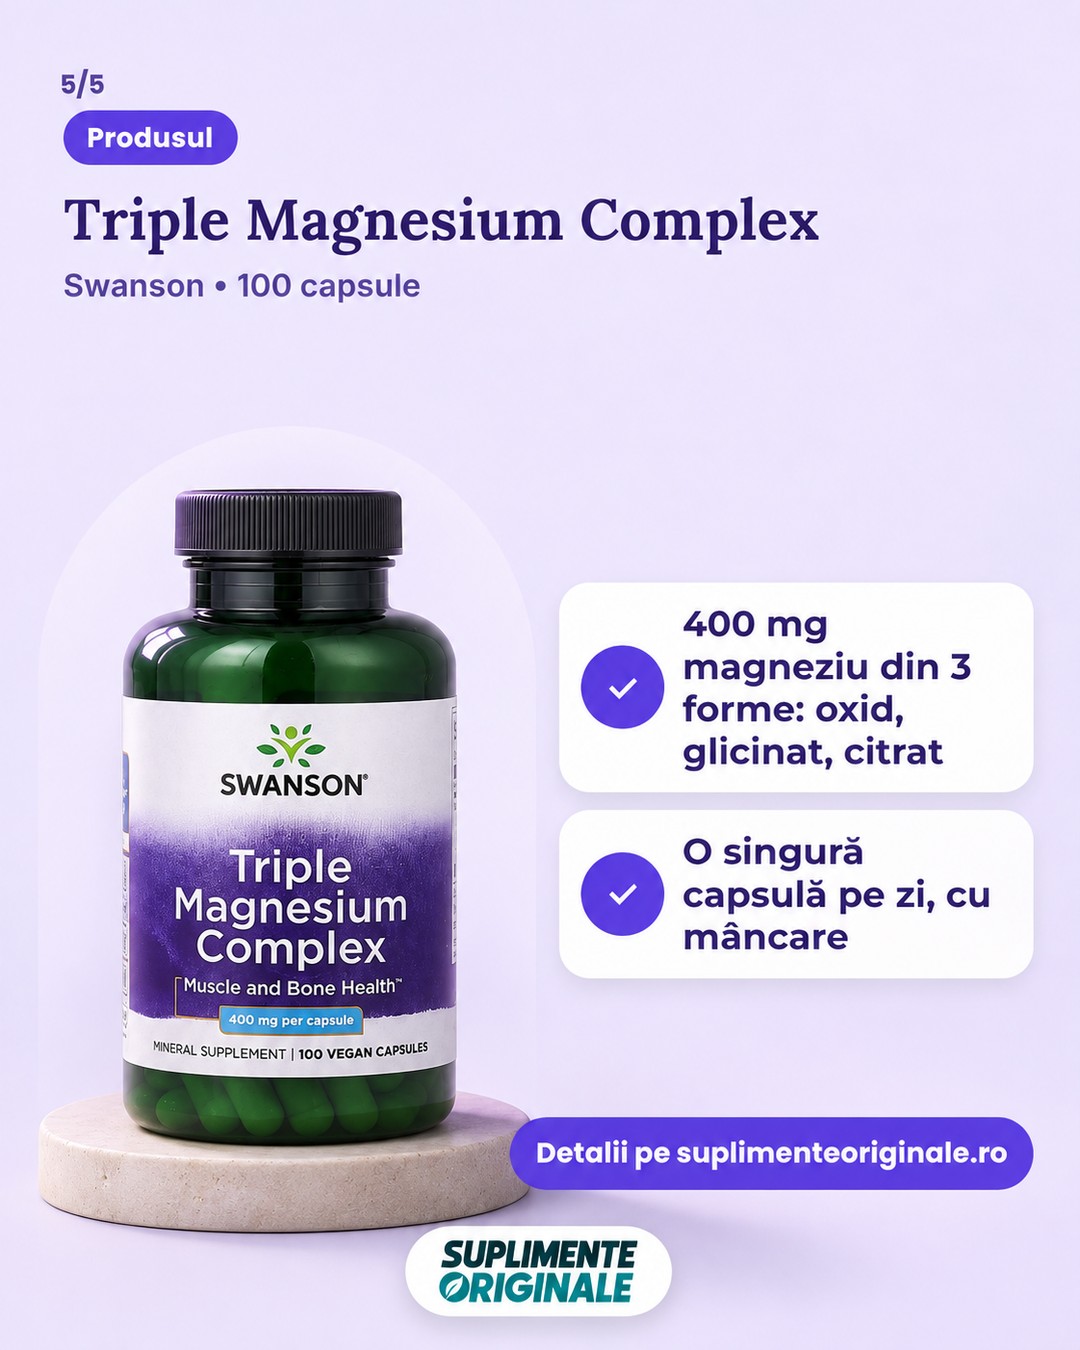 5/5
Produsul
Triple Magnesium Complex
Swanson • 100 capsule
SWANSON®
Triple
Magnesium
Complex
Muscle and Bone Health™
400 mg per capsule
MINERAL SUPPLEMENT | 100 VEGAN CAPSULES
400 mg
magneziu din 3
forme: oxid,
glicinat, citrat
O singură
capsulă pe zi, cu
mâncare
Detalii pe suplimenteoriginale.ro
SUPLIMENTE
ORIGINALE